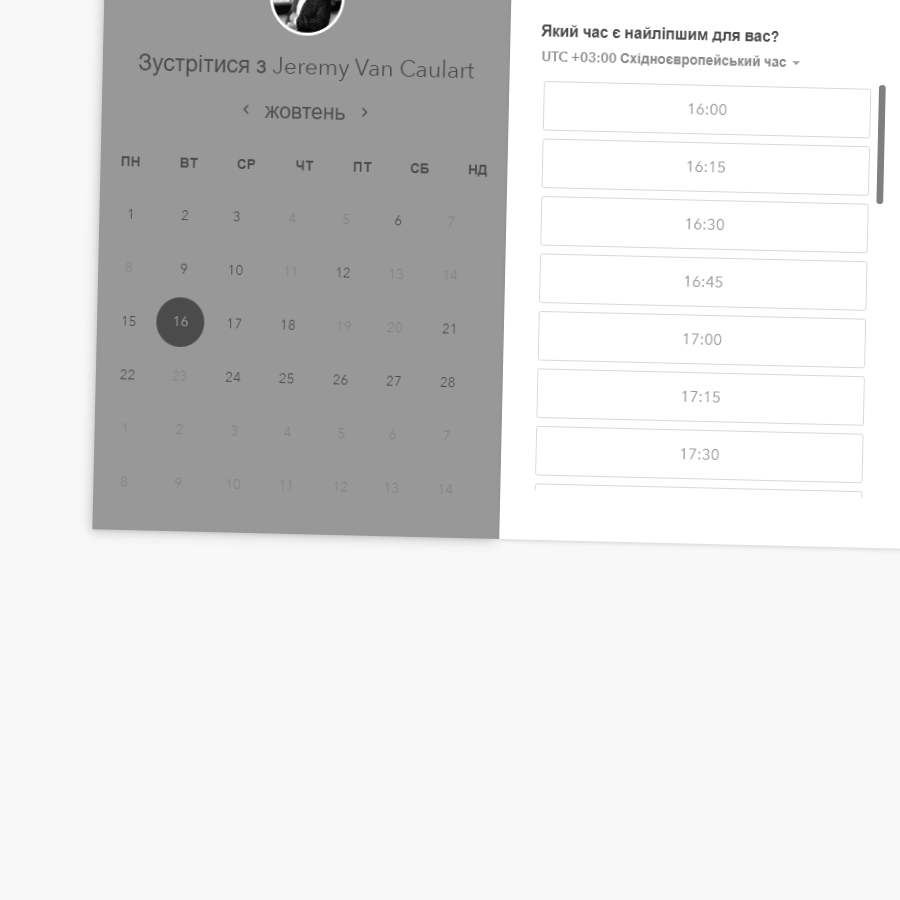 Зустрітися з Jeremy Van Caulart
‹ жовтень ›
ПН ВТ СР ЧТ ПТ СБ НД
1 2 3 4 5 6 7
8 9 10 11 12 13 14
15 16 17 18 19 20 21
22 23 24 25 26 27 28
1 2 3 4 5 6 7
8 9 10 11 12 13 14
Який час є найліпшим для вас?
UTC +03:00 Східноєвропейський час
16:00
16:15
16:30
16:45
17:00
17:15
17:30